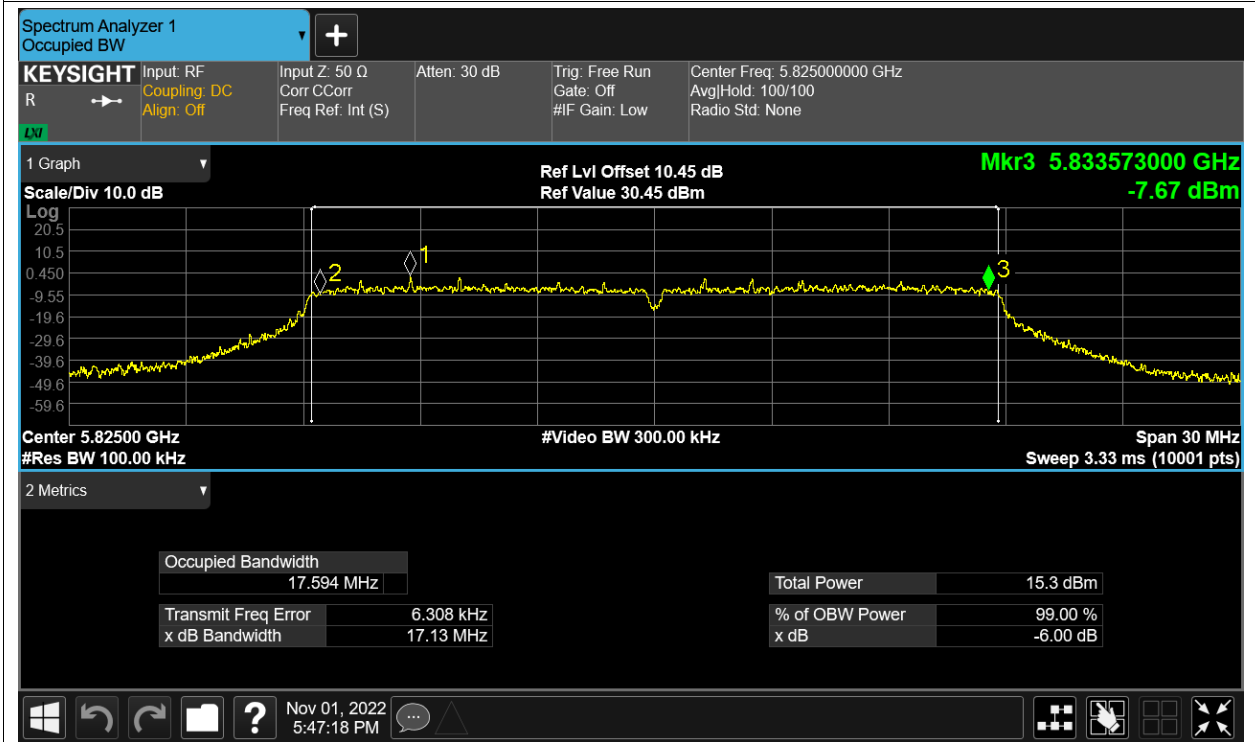 Spectrum Analyzer 1
Occupied BW
KEYSIGHT
R
LXI
Input: RF
Coupling: DC
Align: Off
Input Z: 50 Ω
Corr CCorr
Freq Ref: Int (S)
Atten: 30 dB
Trig: Free Run
Gate: Off
#IF Gain: Low
Center Freq: 5.825000000 GHz
Avg|Hold: 100/100
Radio Std: None
1 Graph
Scale/Div 10.0 dB
Ref Lvl Offset 10.45 dB
Ref Value 30.45 dBm
Mkr3 5.833573000 GHz
-7.67 dBm
Log
20.5
10.5
0.450
-9.55
-19.6
-29.6
-39.6
-49.6
-59.6
2
1
3
Center 5.82500 GHz
#Video BW 300.00 kHz
Span 30 MHz
#Res BW 100.00 kHz
Sweep 3.33 ms (10001 pts)
2 Metrics
Occupied Bandwidth
17.594 MHz
Transmit Freq Error 6.308 kHz
x dB Bandwidth 17.13 MHz
Total Power 15.3 dBm
% of OBW Power 99.00 %
x dB -6.00 dB
?
Nov 01, 2022
5:47:18 PM